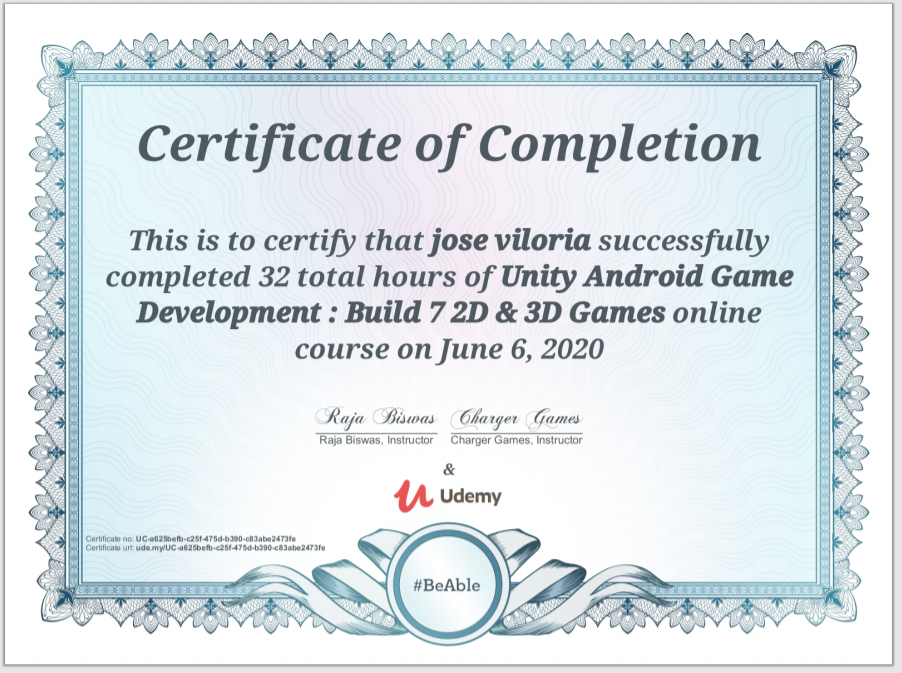 Certificate of Completion
This is to certify that jose viloria successfully
completed 32 total hours of Unity Android Game
Development : Build 7 2D & 3D Games online
course on June 6, 2020
Raja Biswas Charger Games
Raja Biswas, Instructor Charger Games, Instructor
&
Udemy
Certificate no: UC-a625befb-c25f-475d-b390-c83abe2473fe
Certificate url: ude.my/UC-a625befb-c25f-475d-b390-c83abe2473fe
#BeAble